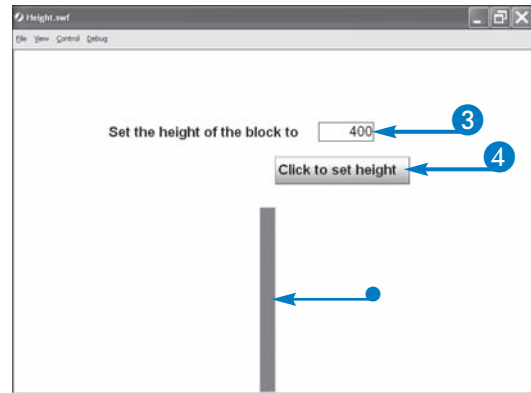 Height.swf
File View Control Debug
Set the height of the block to 400 3
Click to set height 4